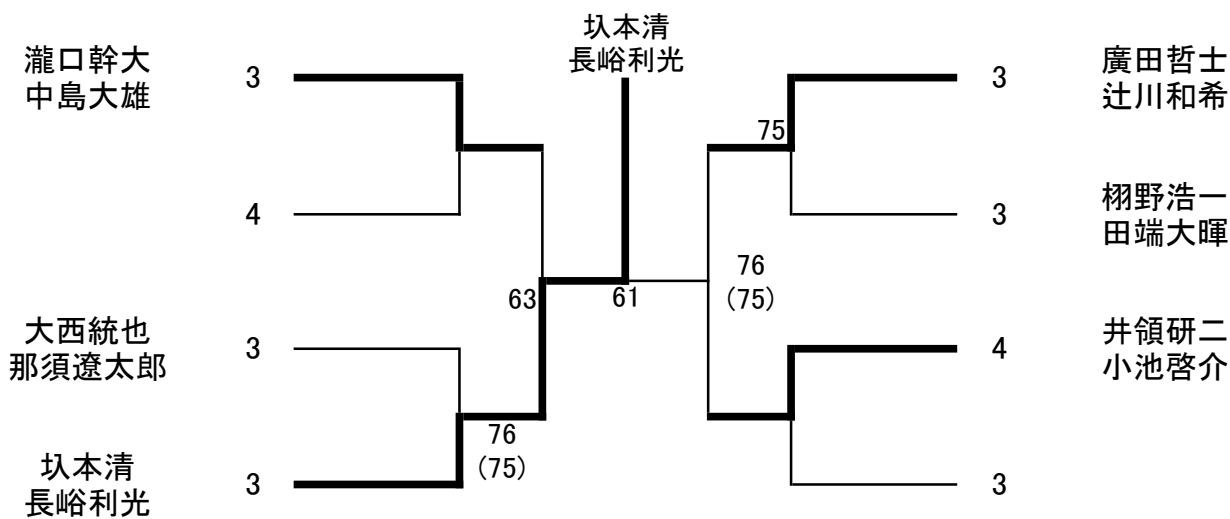 圦本清
長峪利光
瀧口幹大
中島大雄
3
4
大西統也
那須遼太郎
3
圦本清
長峪利光
3
63
61
76
(75)
廣田哲士
辻川和希
3
75
栩野浩一
田端大暉
3
76
(75)
井領研二
小池啓介
4
3